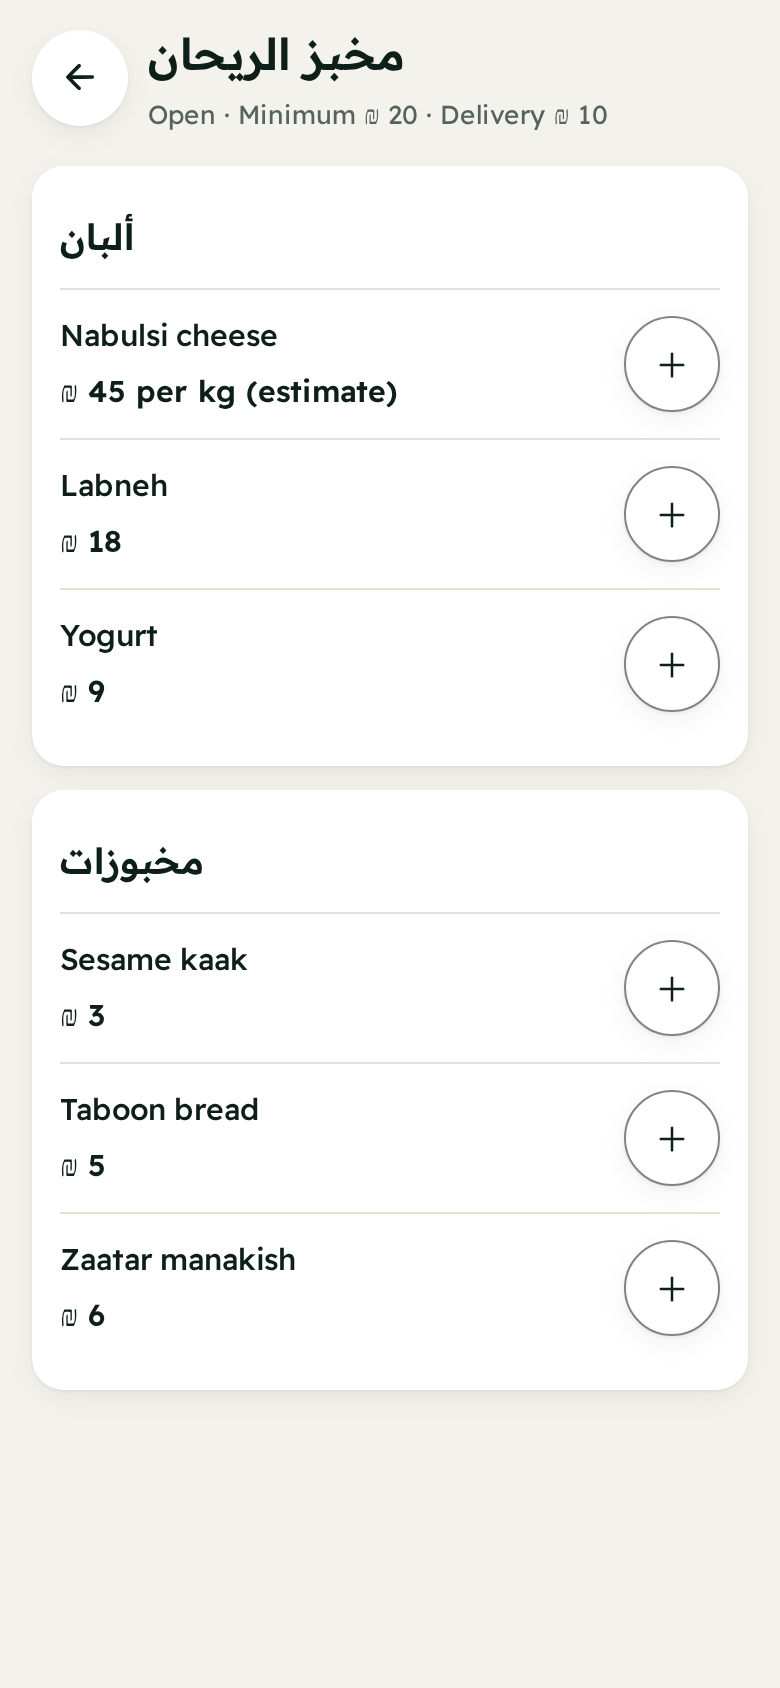 مخبز الريحان
Open · Minimum ₪ 20 · Delivery ₪ 10
ألبان
Nabulsi cheese
₪ 45 per kg (estimate)
Labneh
₪ 18
Yogurt
₪ 9
مخبوزات
Sesame kaak
₪ 3
Taboon bread
₪ 5
Zaatar manakish
₪ 6